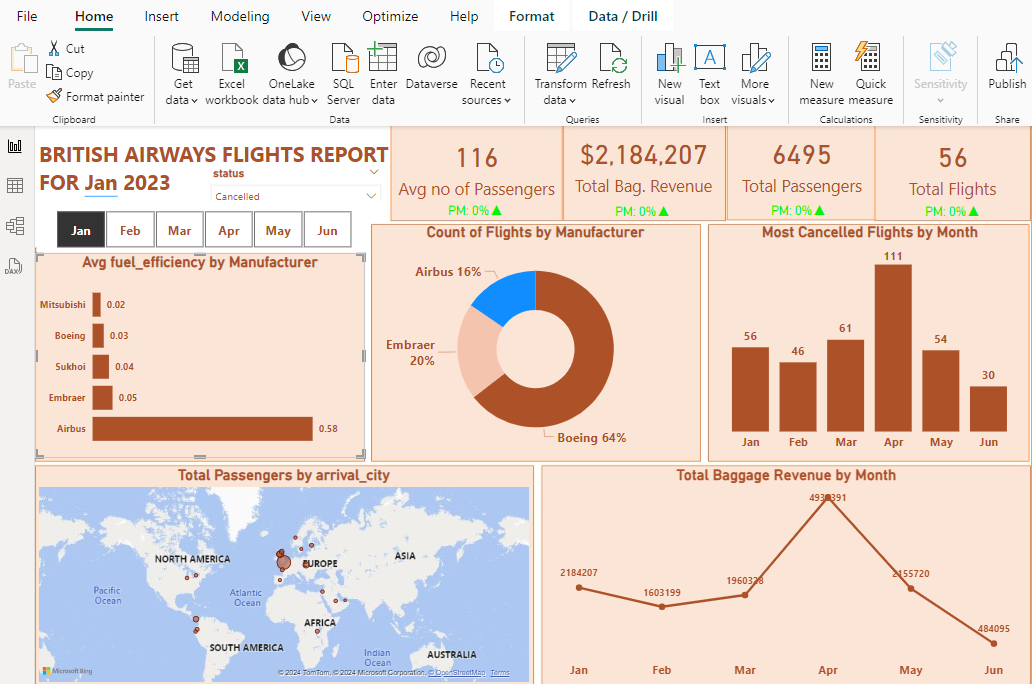 File Home Insert Modeling View Optimize Help Format Data / Drill
Paste
Cut
Copy
Format painter
Clipboard
Get data
Excel workbook
OneLake data hub
SQL Server
Enter data
Dataverse
Recent sources
Data
Transform data
Refresh
Queries
New visual
Text box
More visuals
Insert
New measure
Quick measure
Calculations
Sensitivity
Sensitivity
Publish
Share
BRITISH AIRWAYS FLIGHTS REPORT
FOR Jan 2023
status
Cancelled
Jan Feb Mar Apr May Jun
116
Avg no of Passengers
PM: 0% ▲
$2,184,207
Total Bag. Revenue
PM: 0% ▲
6495
Total Passengers
PM: 0% ▲
56
Total Flights
PM: 0% ▲
Avg fuel_efficiency by Manufacturer
Mitsubishi 0.02
Boeing 0.03
Sukhoi 0.04
Embraer 0.05
Airbus 0.58
Count of Flights by Manufacturer
Airbus 16%
Embraer
20%
Boeing 64%
Most Cancelled Flights by Month
111
56 46 61 54 30
Jan Feb Mar Apr May Jun
Total Passengers by arrival_city
NORTH AMERICA
EUROPE
ASIA
Pacific
Ocean
Atlantic
Ocean
AFRICA
SOUTH AMERICA
Indian
Ocean
AUSTRALIA
Microsoft Bing
© 2024 TomTom, © 2024 Microsoft Corporation, © OpenStreetMap Terms
Total Baggage Revenue by Month
2184207
1603199
2155720
484095
Jan Feb Mar Apr May Jun
DAX